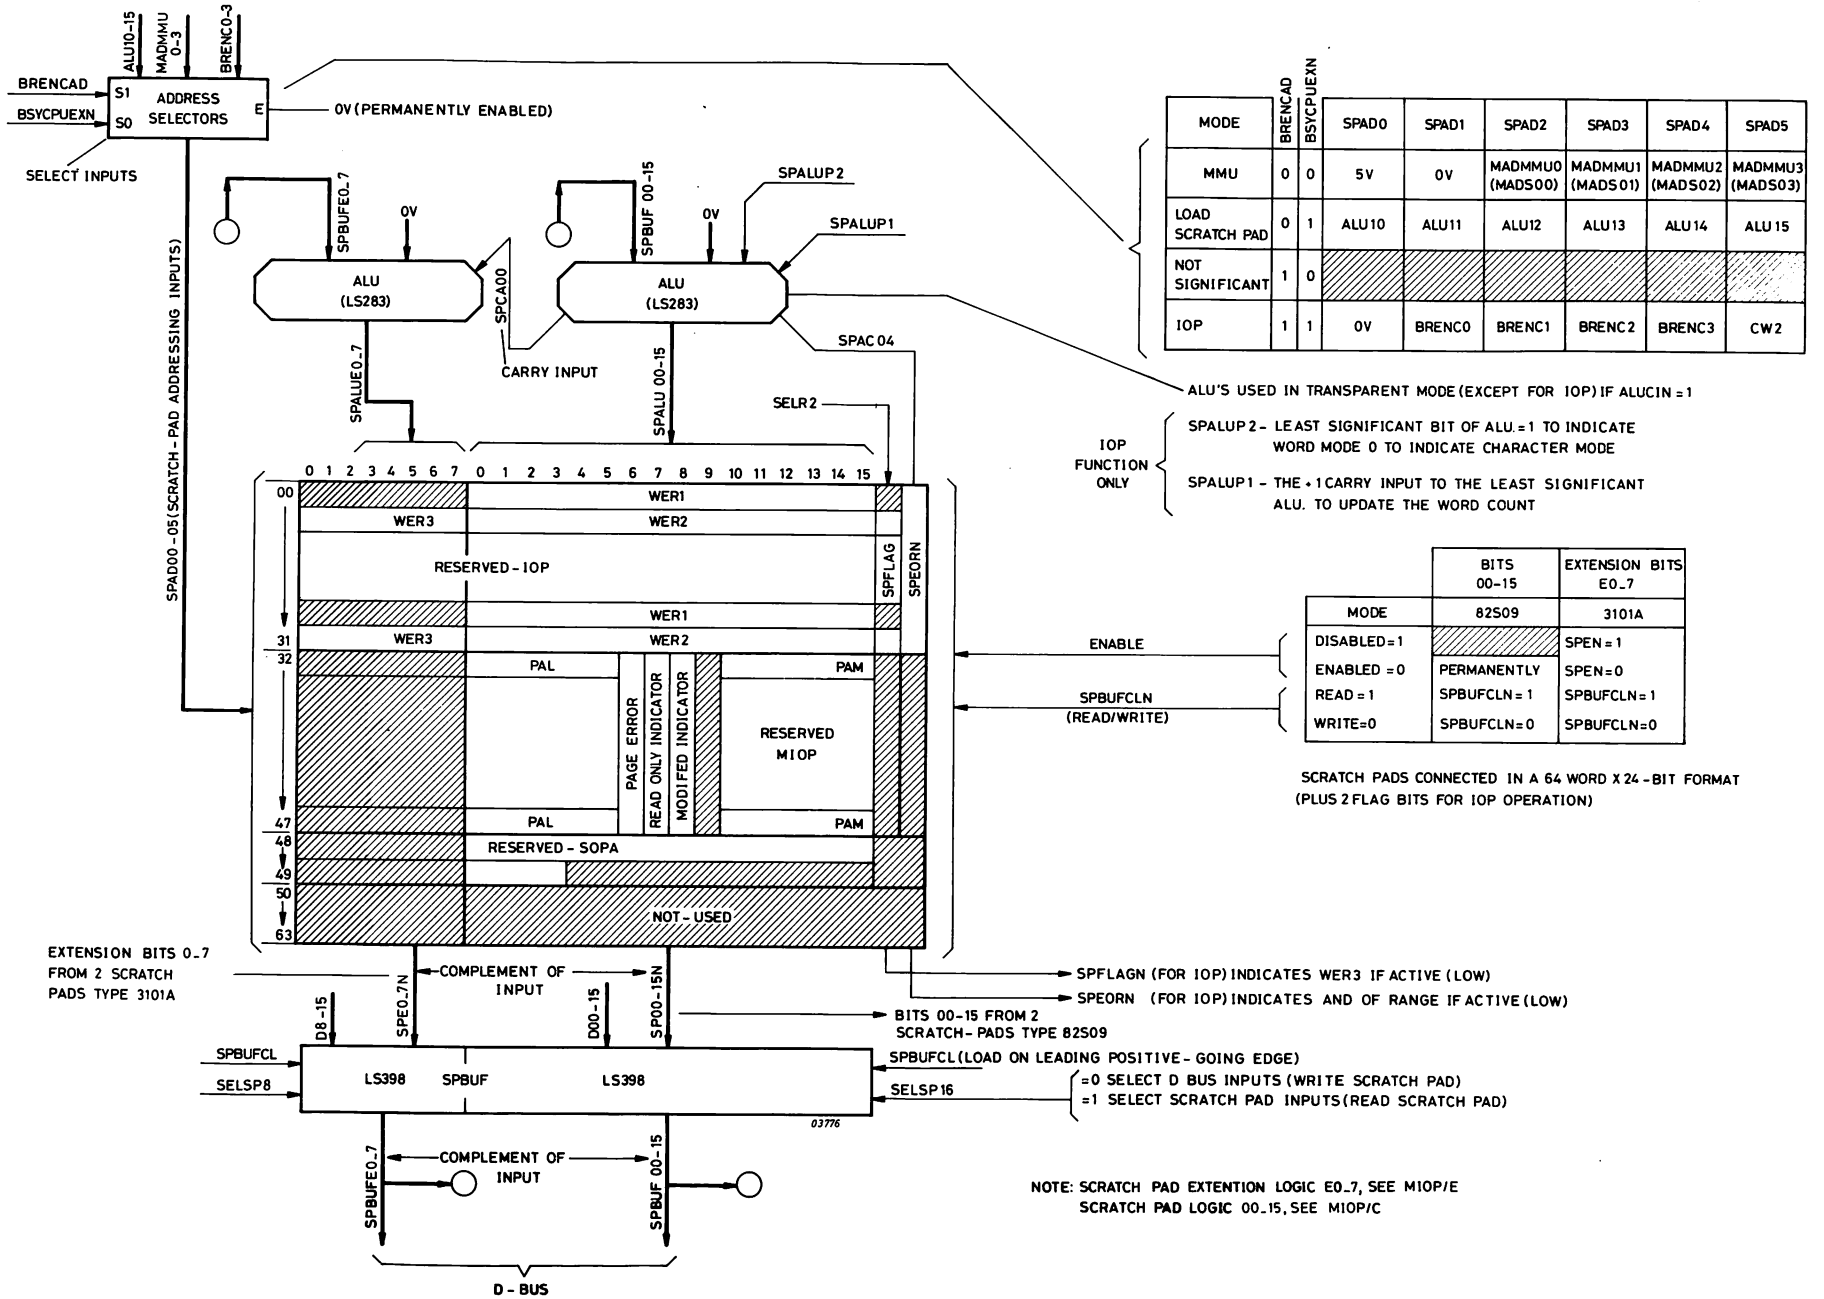 ALU10-15
MADMMU 0-3
BRENC0-3
BRENCAD
BSYCPUEXN
S1
S0
ADDRESS SELECTORS
E
0V (PERMANENTLY ENABLED)
SELECT INPUTS
SPAD00-05 (SCRATCH-PAD ADDRESSING INPUTS)
SPBUFE0_7
0V
ALU
(LS283)
SPCA00
CARRY INPUT
SPALUE0_7
SPBUF 00-15
0V
SPALUP2
SPALUP1
ALU
(LS283)
SPAC04
SPALU 00-15
SELR2
MODE BRENCAD BSYCPUEXN SPAD0 SPAD1 SPAD2 SPAD3 SPAD4 SPAD5
MMU 0 0 5V 0V MADMMU0 (MADS00) MADMMU1 (MADS01) MADMMU2 (MADS02) MADMMU3 (MADS03)
LOAD SCRATCH PAD 0 1 ALU10 ALU11 ALU12 ALU13 ALU14 ALU15
NOT SIGNIFICANT 1 0
IOP 1 1 0V BRENC0 BRENC1 BRENC2 BRENC3 CW2
ALU'S USED IN TRANSPARENT MODE (EXCEPT FOR IOP) IF ALUCIN = 1
IOP FUNCTION ONLY
SPALUP2 - LEAST SIGNIFICANT BIT OF ALU.=1 TO INDICATE
WORD MODE 0 TO INDICATE CHARACTER MODE
SPALUP1 - THE +1 CARRY INPUT TO THE LEAST SIGNIFICANT
ALU. TO UPDATE THE WORD COUNT
0 1 2 3 4 5 6 7 0 1 2 3 4 5 6 7 8 9 10 11 12 13 14 15
00
WER1
WER3 WER2
RESERVED-IOP
SPFLAG
SPEORN
WER1
31
WER3 WER2
32
PAL
PAM
PAGE ERROR
READ ONLY INDICATOR
MODIFED INDICATOR
RESERVED MIOP
47
PAL
PAM
48
RESERVED-SOPA
49
50
NOT-USED
63
ENABLE
SPBUFCLN
(READ/WRITE)
BITS 00-15 EXTENSION BITS E0_7
MODE 82S09 3101A
DISABLED=1 SPEN=1
ENABLED=0 PERMANENTLY SPEN=0
READ=1 SPBUFCLN=1 SPBUFCLN=1
WRITE=0 SPBUFCLN=0 SPBUFCLN=0
SCRATCH PADS CONNECTED IN A 64 WORD X 24-BIT FORMAT
(PLUS 2 FLAG BITS FOR IOP OPERATION)
EXTENSION BITS 0_7
FROM 2 SCRATCH
PADS TYPE 3101A
COMPLEMENT OF
INPUT
D8-15
SPE0_7N
D00-15
SP00-15N
SPFLAGN (FOR IOP) INDICATES WER3 IF ACTIVE (LOW)
SPEORN (FOR IOP) INDICATES AND OF RANGE IF ACTIVE (LOW)
BITS 00-15 FROM 2
SCRATCH-PADS TYPE 82S09
SPBUFCL
SELSP8
LS398 SPBUF LS398
SPBUFCL (LOAD ON LEADING POSITIVE-GOING EDGE)
SELSP16
=0 SELECT D BUS INPUTS (WRITE SCRATCH PAD)
=1 SELECT SCRATCH PAD INPUTS (READ SCRATCH PAD)
03776
COMPLEMENT OF
INPUT
SPBUFE0_7
SPBUF 00-15
D-BUS
NOTE: SCRATCH PAD EXTENTION LOGIC E0_7, SEE MIOP/E
SCRATCH PAD LOGIC 00_15, SEE MIOP/C